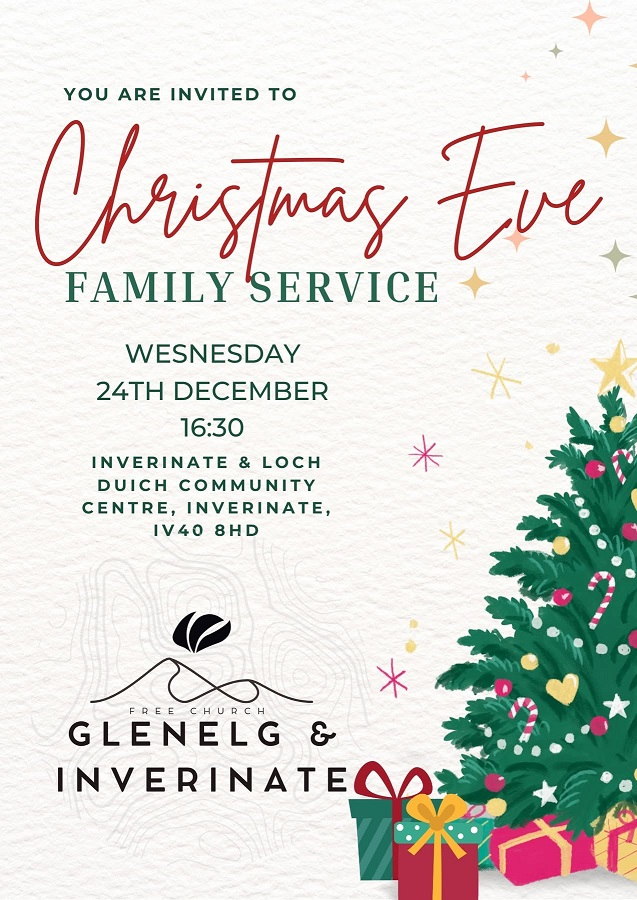 YOU ARE INVITED TO
Christmas Eve
FAMILY SERVICE
WESNESDAY
24TH DECEMBER
16:30
INVERINATE & LOCH
DUICH COMMUNITY
CENTRE, INVERINATE,
IV40 8HD
FREE CHURCH
GLENELG &
INVERINATE